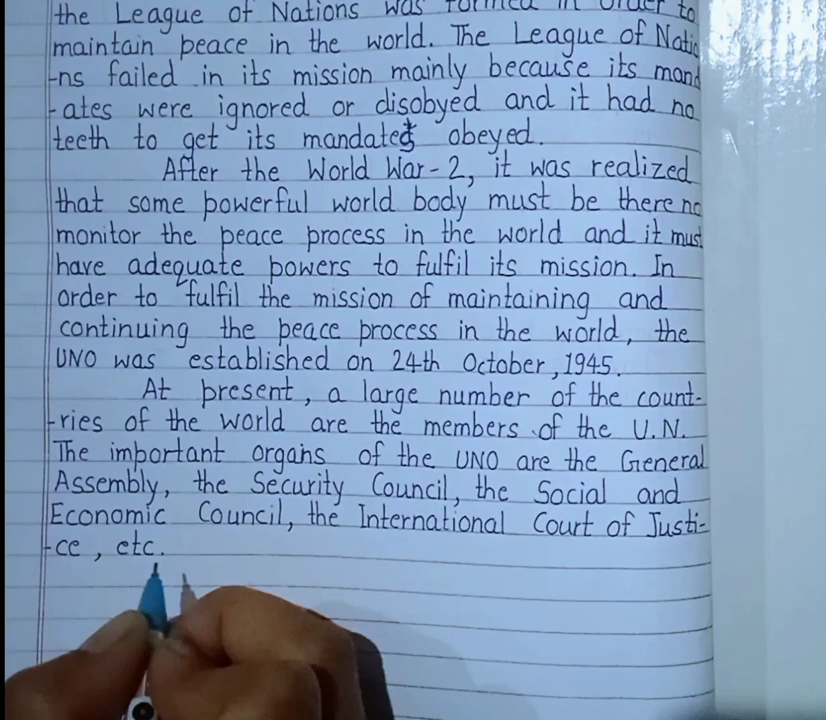 the League of Nations was formed in order to
maintain peace in the world. The League of Natio
-ns failed in its mission mainly because its mand
-ates were ignored or disobyed and it had no
teeth to get its mandates obeyed.
After the World War-2, it was realized
that some powerful world body must be there no
monitor the peace process in the world and it must
have adequate powers to fulfil its mission. In
order to fulfil the mission of maintaining and
continuing the peace process in the world, the
UNO was established on 24th October, 1945.
At present, a large number of the count-
-ries of the world are the members of the U.N.
The important organs of the UNO are the General
Assembly, the Security Council, the Social and
Economic Council, the International Court of Justi-
-ce, etc.